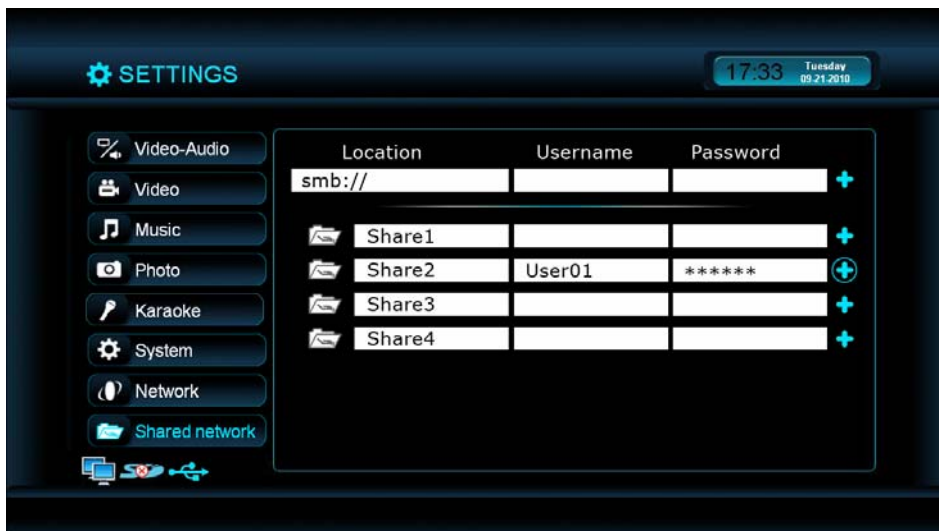 SETTINGS
17:33 Tuesday 09.21.2010
Video-Audio
Video
Music
Photo
Karaoke
System
Network
Shared network
Location Username Password
smb://
Share1
Share2 User01 ******
Share3
Share4